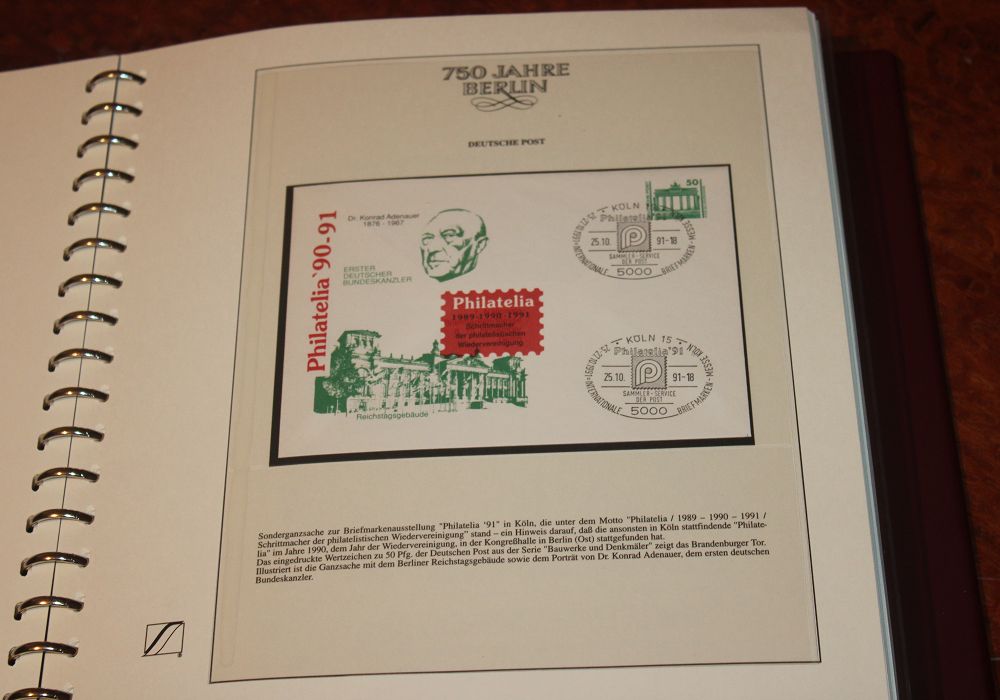 750 JAHRE
BERLIN
DEUTSCHE POST
Philatelia '90-91
Dr. Konrad Adenauer
1876 - 1967
ERSTER
DEUTSCHER
BUNDESKANZLER
Philatelia
1989-1990-1991
Schrittmacher
der philatelistischen
Wiedervereinigung
Reichstagsgebäude
50
KÖLN 15
Philatelia '91
25.10. 91-18
SAMMLER-SERVICE
DER POST
5000
INTERNATIONALE BRIEFMARKEN-MESSE KÖLN
KÖLN 15
Philatelia '91
25.10. 91-18
SAMMLER-SERVICE
DER POST
5000
INTERNATIONALE BRIEFMARKEN-MESSE KÖLN
Sonderganzsache zur Briefmarkenausstellung "Philatelia '91" in Köln, die unter dem Motto "Philatelia / 1989 – 1990 – 1991 /
Schrittmacher der philatelistischen Wiedervereinigung" stand – ein Hinweis darauf, daß die ansonsten in Köln stattfindende "Philate-
lia" im Jahre 1990, dem Jahr der Wiedervereinigung, in der Kongreßhalle in Berlin (Ost) stattgefunden hat.
Das eingedruckte Wertzeichen zu 50 Pfg. der Deutschen Post aus der Serie "Bauwerke und Denkmäler" zeigt das Brandenburger Tor.
Illustriert ist die Ganzsache mit dem Berliner Reichstagsgebäude sowie dem Porträt von Dr. Konrad Adenauer, dem ersten deutschen
Bundeskanzler.